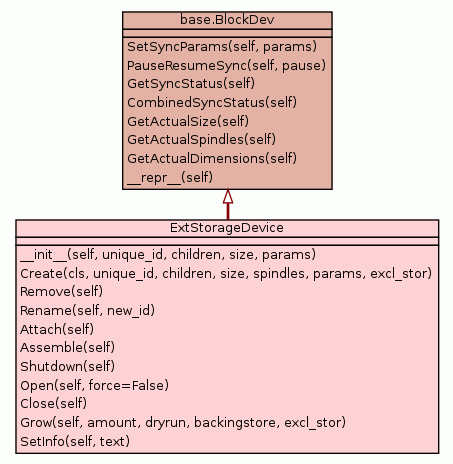 base.BlockDev
SetSyncParams(self, params)
PauseResumeSync(self, pause)
GetSyncStatus(self)
CombinedSyncStatus(self)
GetActualSize(self)
GetActualSpindles(self)
GetActualDimensions(self)
__repr__(self)
ExtStorageDevice
__init__(self, unique_id, children, size, params)
Create(cls, unique_id, children, size, spindles, params, excl_stor)
Remove(self)
Rename(self, new_id)
Attach(self)
Assemble(self)
Shutdown(self)
Open(self, force=False)
Close(self)
Grow(self, amount, dryrun, backingstore, excl_stor)
SetInfo(self, text)